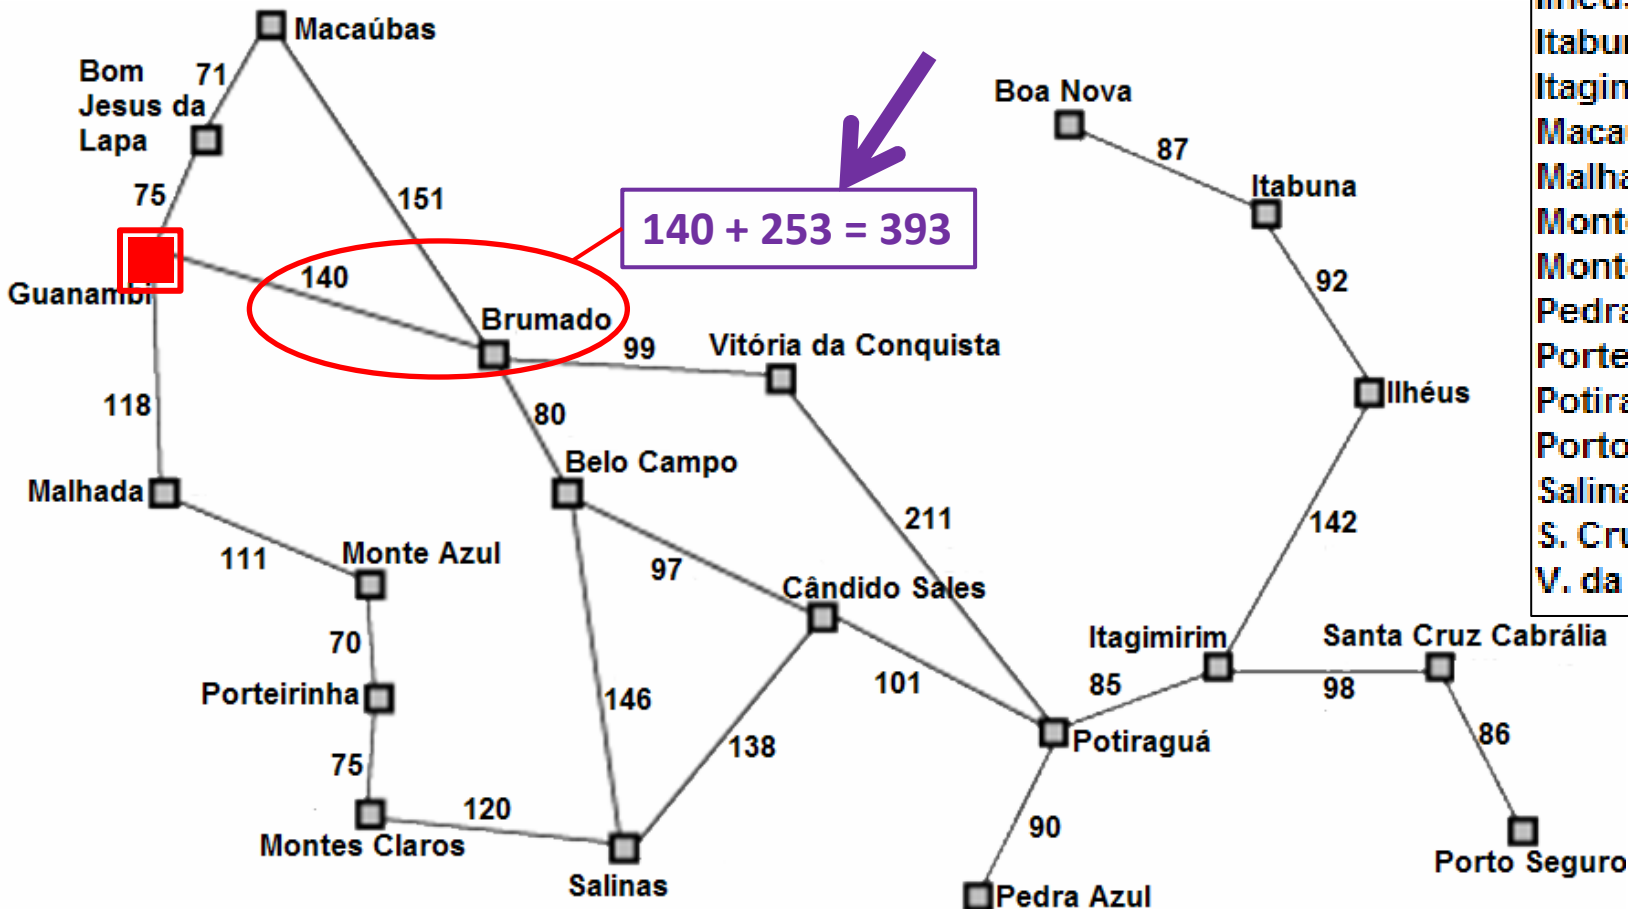 Macaúbas
Bom
Jesus da
Lapa
71
75
151
140 + 253 = 393
Boa Nova
87
Itabuna
92
Ilhéus
Guanambi
140
Brumado
99
Vitória da Conquista
118
80
Belo Campo
Malhada
211
142
111
Monte Azul
97
Cândido Sales
70
Porteirinha
146
101
Itagimirim
85
Santa Cruz Cabrália
98
86
75
138
Potiraguá
120
Montes Claros
Salinas
90
Pedra Azul
Porto Seguro
V. da